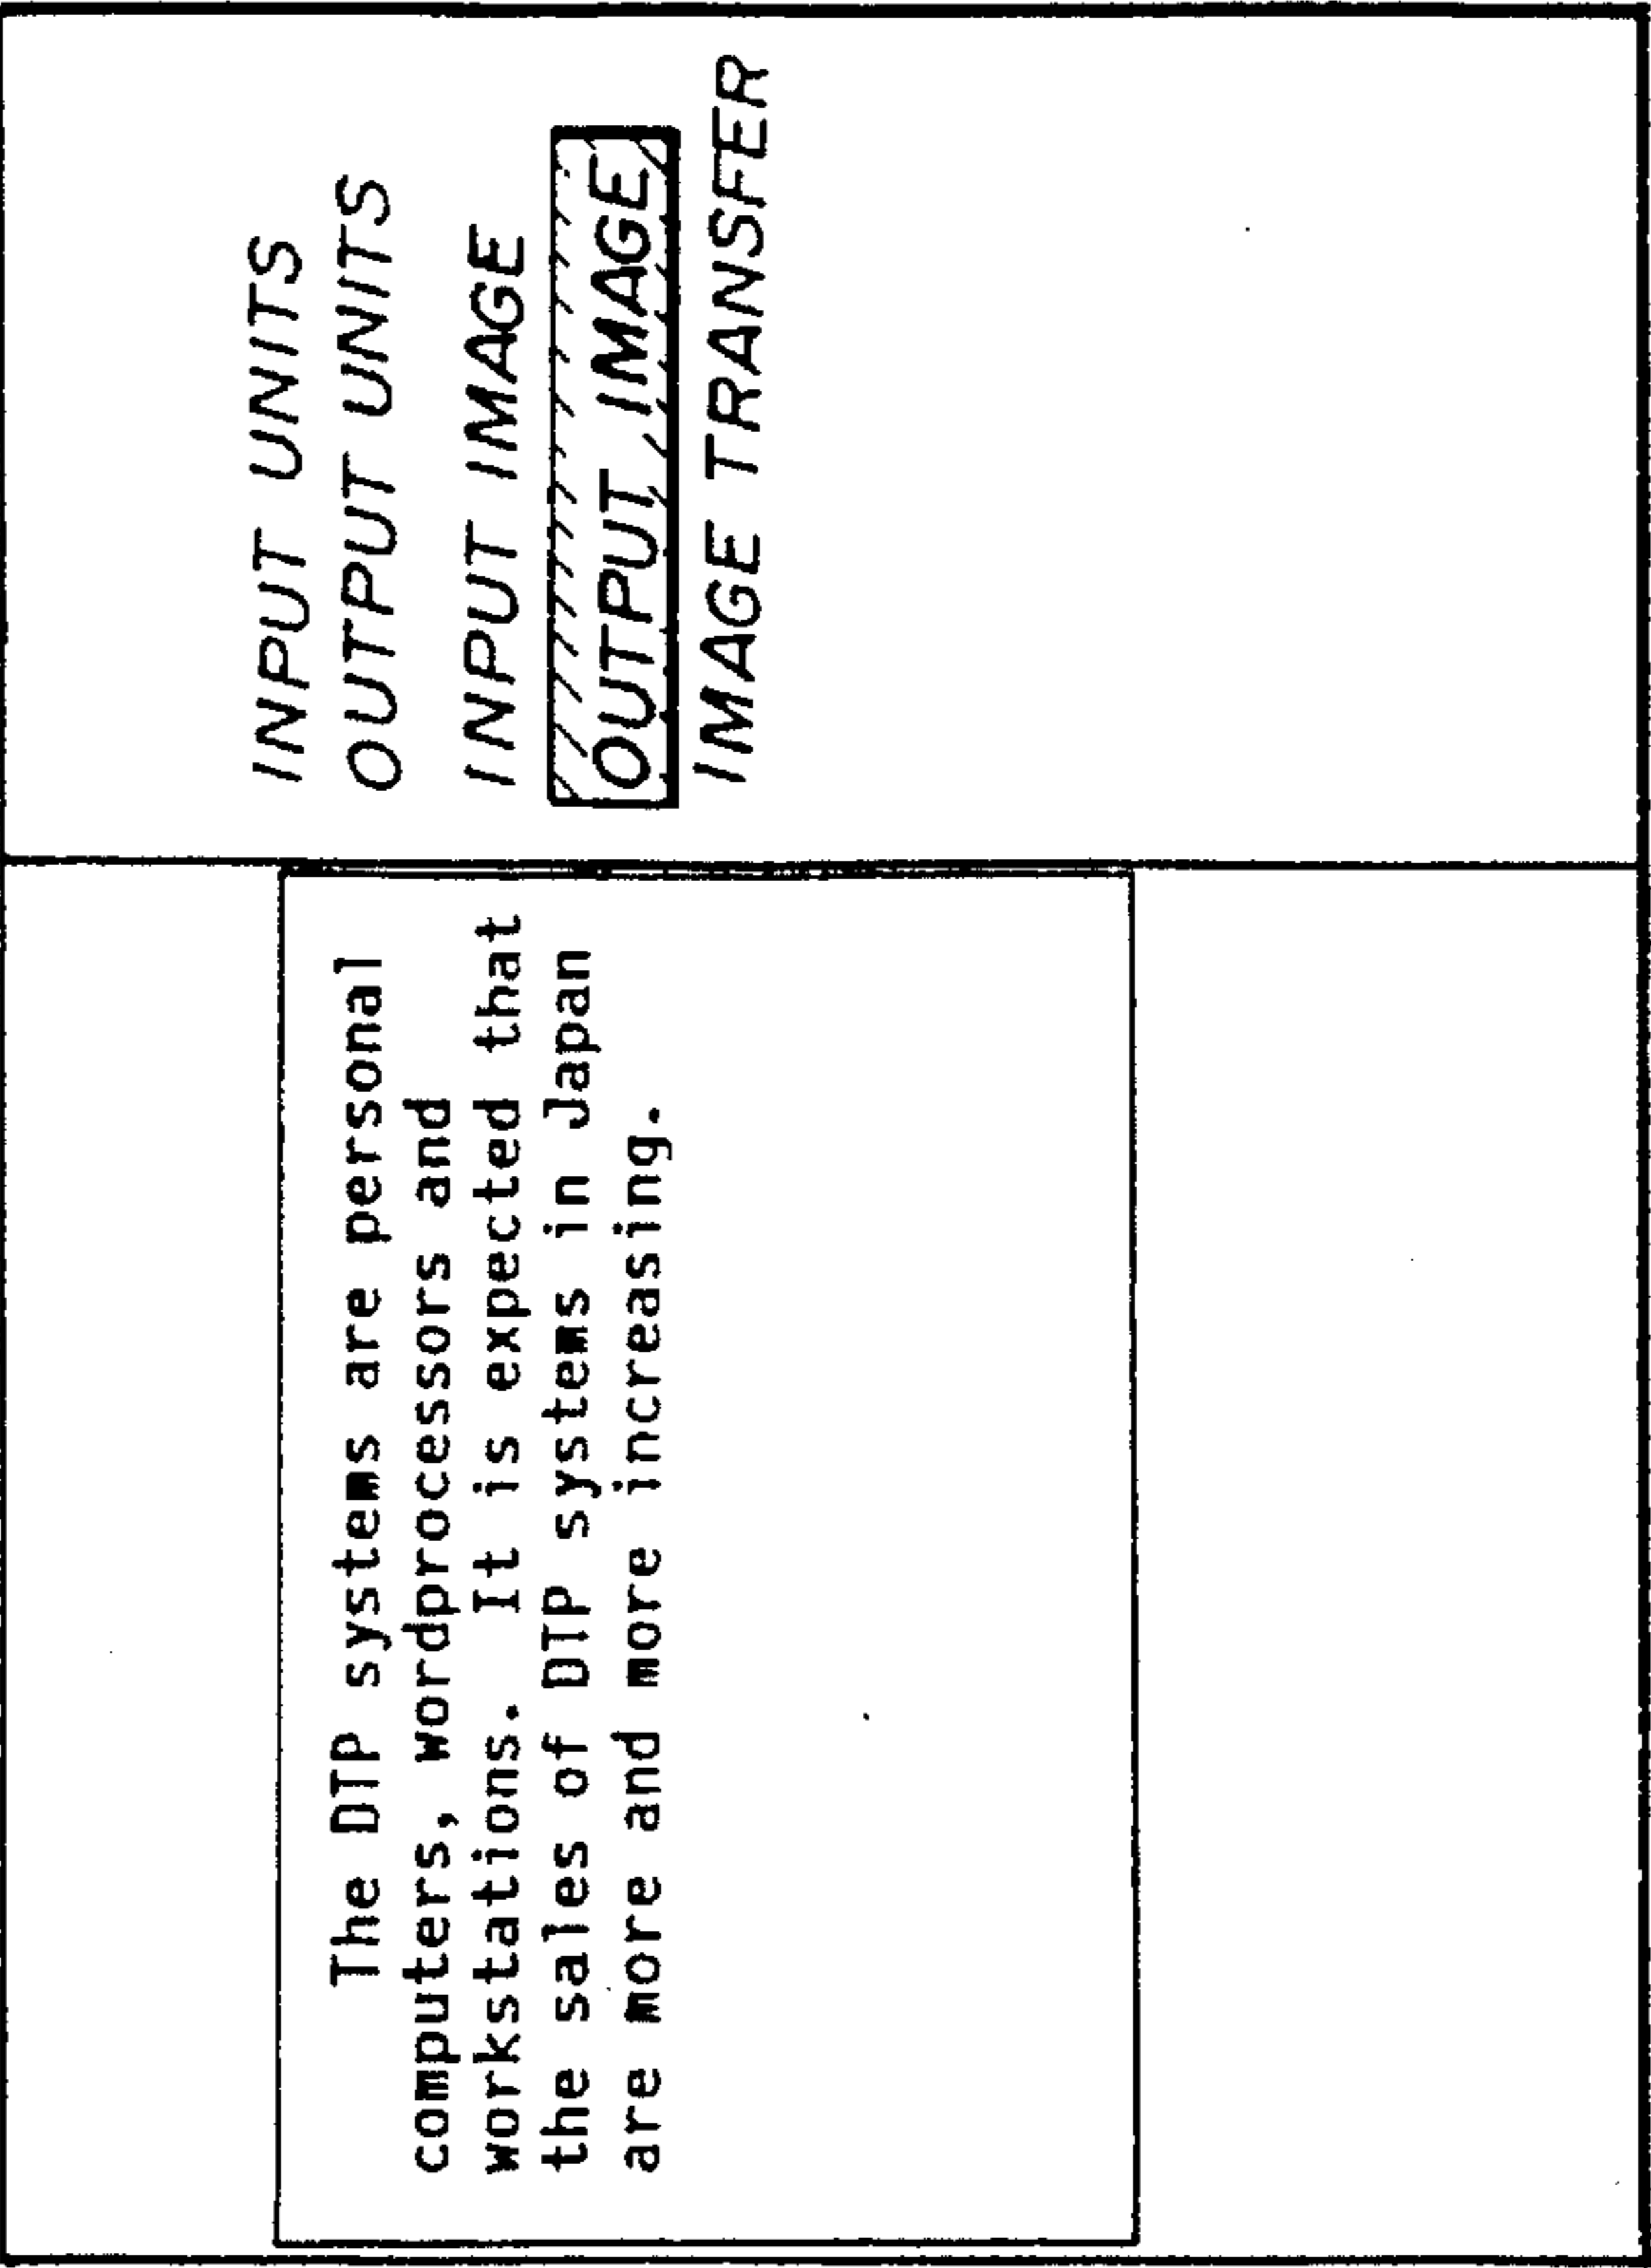 The DTP systems are personal
computers, wordprocessors and
workstations. It is expected that
the sales of DTP systems in Japan
are more and more increasing.
INPUT UNITS
OUTPUT UNITS
INPUT IMAGE
OUTPUT IMAGE
IMAGE TRANSFER